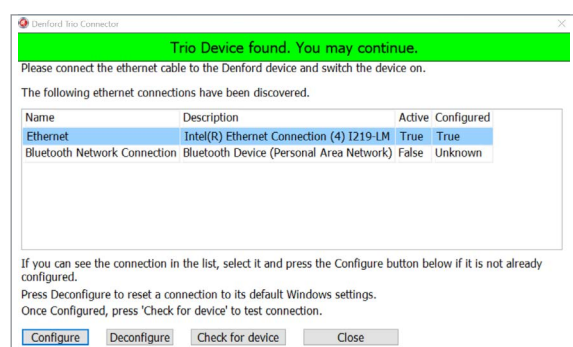 Denford Trio Connector
Trio Device found. You may continue.
Please connect the ethernet cable to the Denford device and switch the device on.
The following ethernet connections have been discovered.
Name Description Active Configured
Ethernet Intel(R) Ethernet Connection (4) I219-LM True True
Bluetooth Network Connection Bluetooth Device (Personal Area Network) False Unknown
If you can see the connection in the list, select it and press the Configure button below if it is not already
configured.
Press Deconfigure to reset a connection to its default Windows settings.
Once Configured, press 'Check for device' to test connection.
Configure Deconfigure Check for device Close